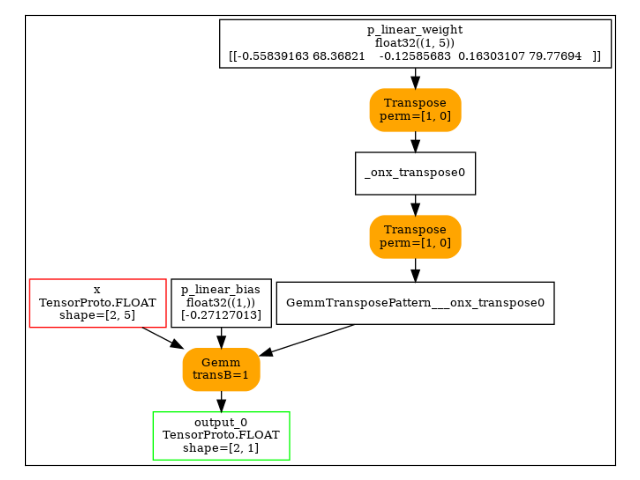 p_linear_weight
float32((1, 5))
[[-0.55839163 68.36821 -0.12585683 0.16303107 79.77694 ]]
Transpose
perm=[1, 0]
_onx_transpose0
Transpose
perm=[1, 0]
x
TensorProto.FLOAT
shape=[2, 5]
p_linear_bias
float32((1,))
[-0.27127013]
GemmTransposePattern___onx_transpose0
Gemm
transB=1
output_0
TensorProto.FLOAT
shape=[2, 1]